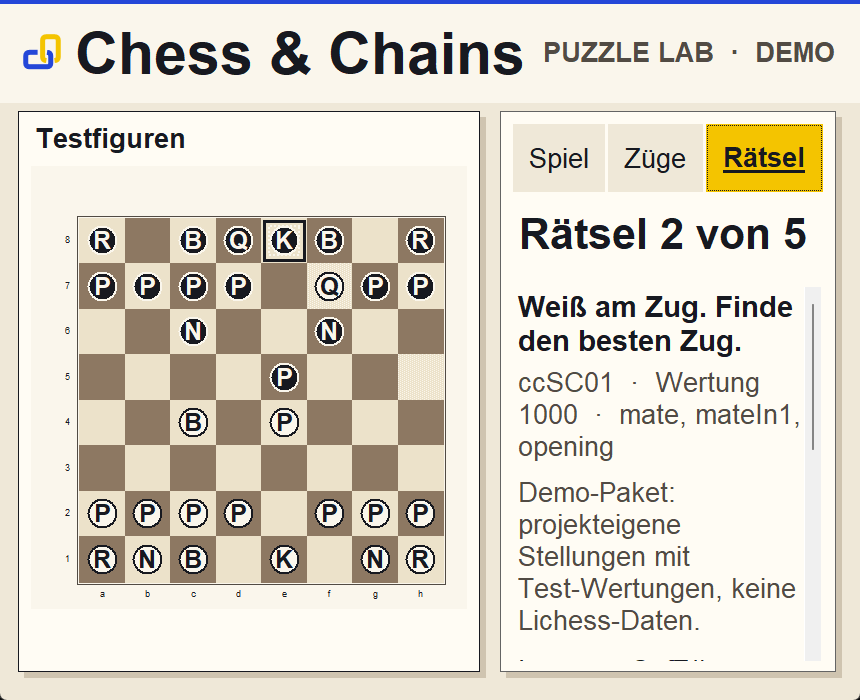 Chess & Chains
PUZZLE LAB · DEMO
Testfiguren
8 R B Q K B R
7 P P P P Q P P
6 N N
5 P
4 B P
3
2 P P P P P P P
1 R N B K N R
a b c d e f g h
Spiel Züge Rätsel
Rätsel 2 von 5
Weiß am Zug. Finde
den besten Zug.
ccSC01 · Wertung
1000 · mate, mateIn1,
opening
Demo-Paket:
projekteigene
Stellungen mit
Test-Wertungen, keine
Lichess-Daten.